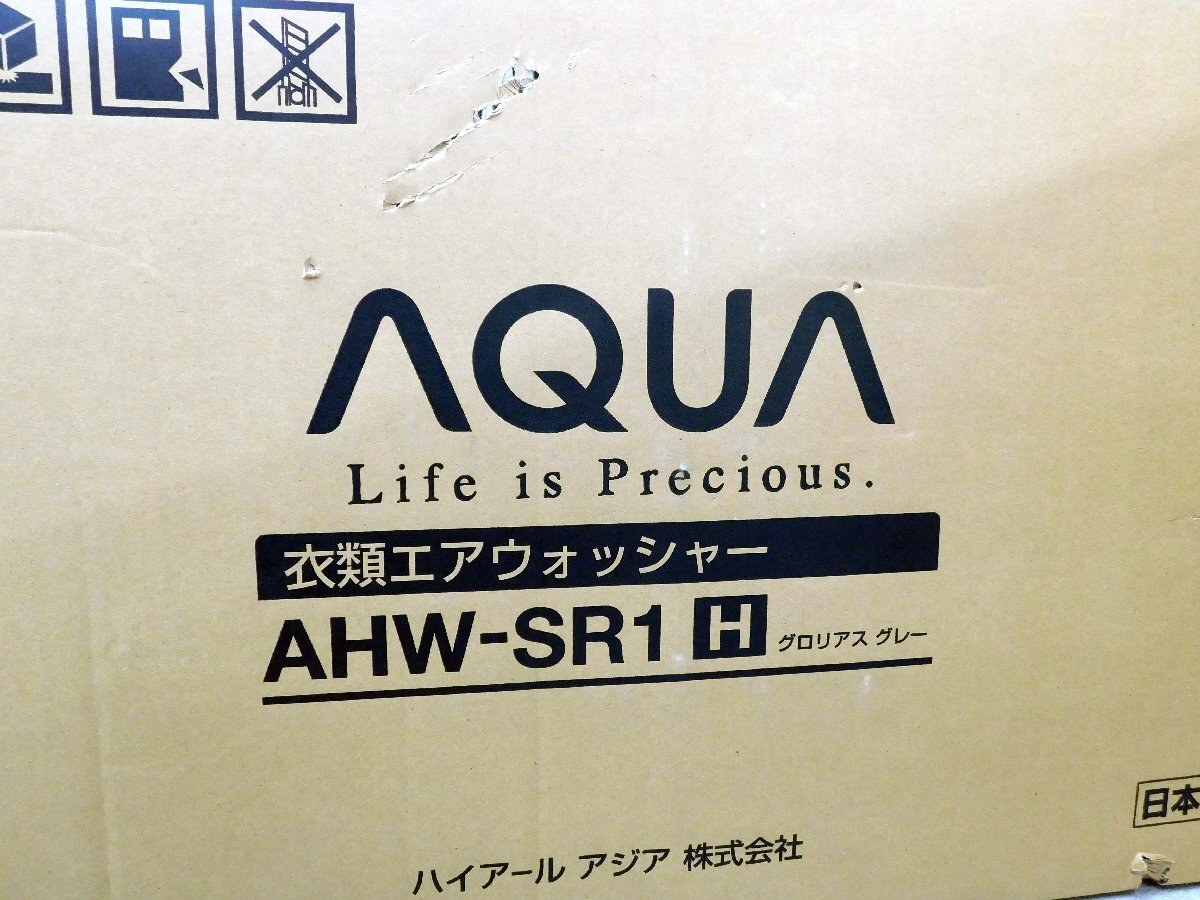 AQUA
Life is Precious.
衣類エアウォッシャー
AHW-SR1 H グロリアス グレー
日本
ハイアール アジア 株式会社